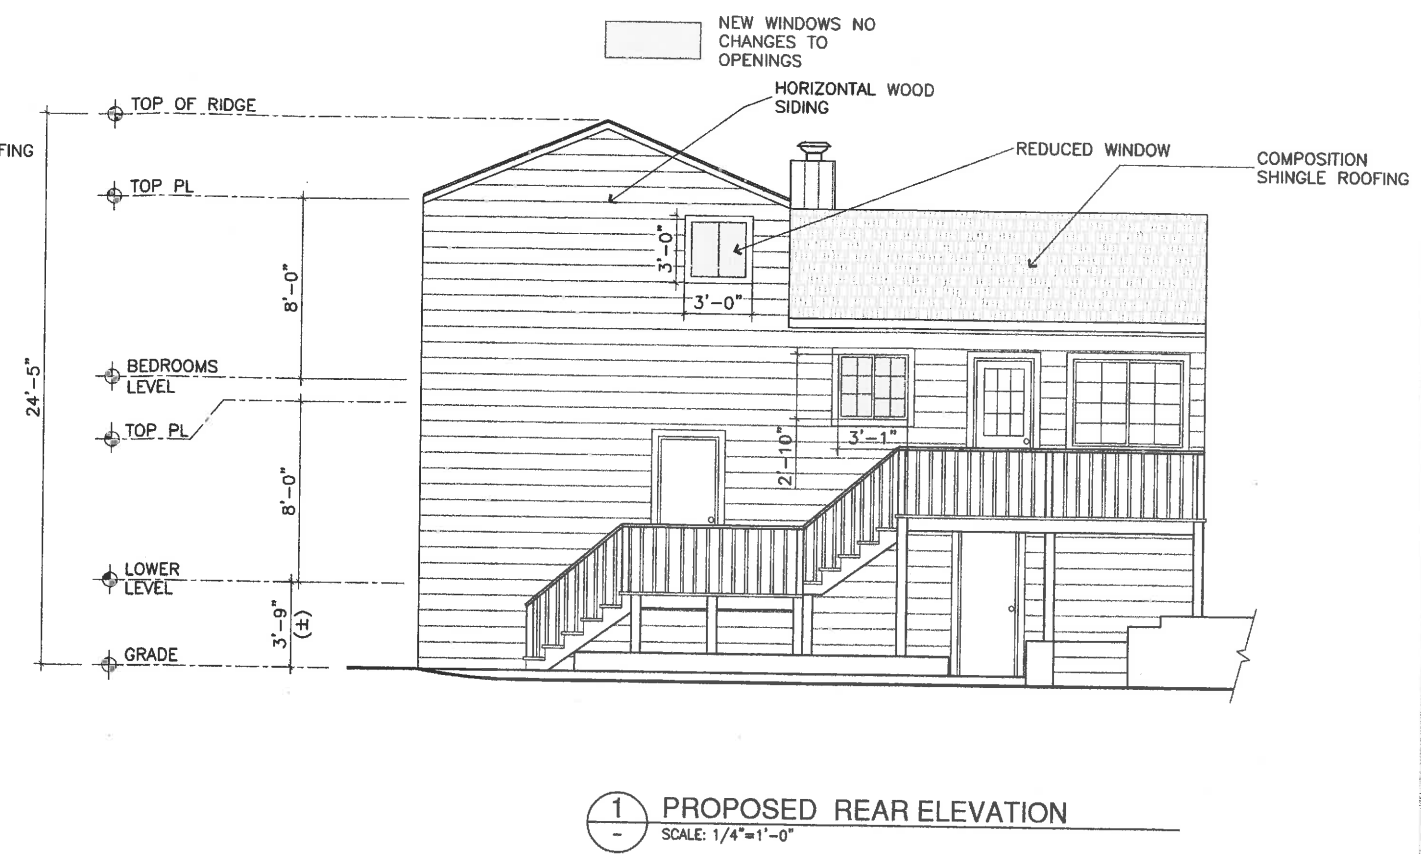 NEW WINDOWS NO
CHANGES TO
OPENINGS
HORIZONTAL WOOD
SIDING
TOP OF RIDGE
FING
REDUCED WINDOW
COMPOSITION
SHINGLE ROOFING
TOP PL
3'-0"
8'-0"
3'-0"
BEDROOMS
LEVEL
24'-5"
TOP PL
2'-10"
3'-1"
8'-0"
LOWER
LEVEL
3'-9"
(±)
GRADE
1
-
PROPOSED REAR ELEVATION
SCALE: 1/4"=1'-0"